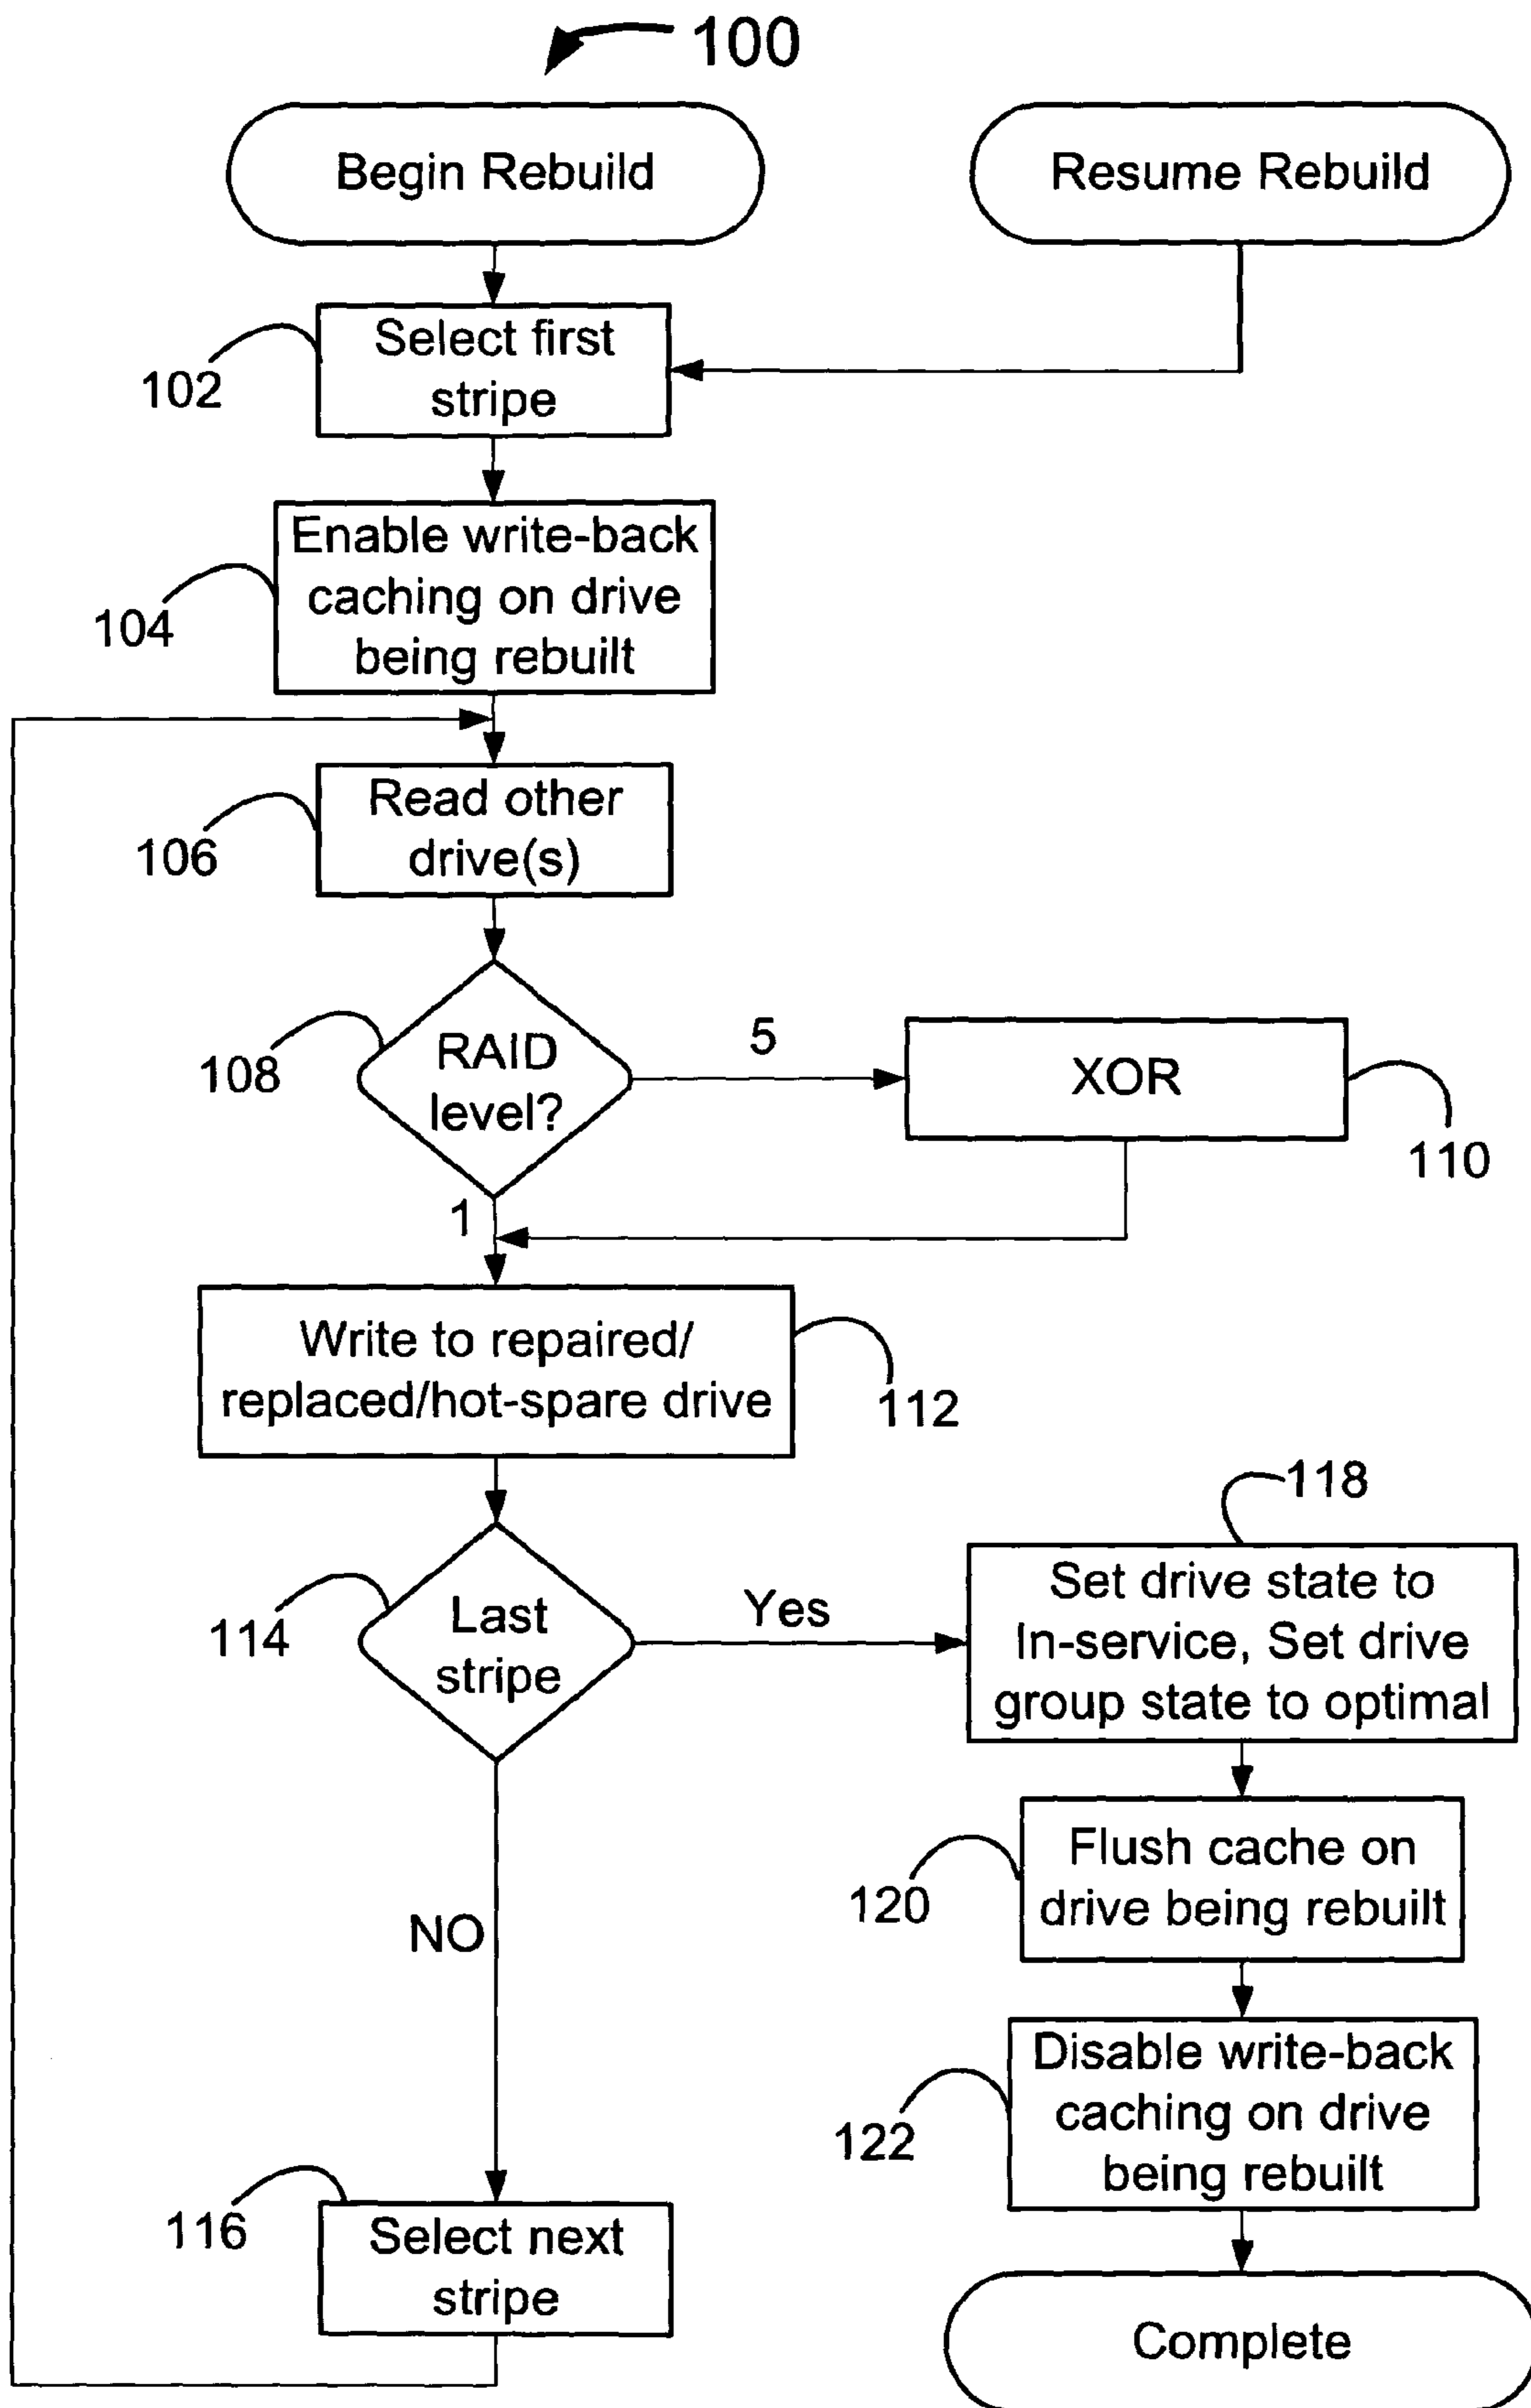 100
Begin Rebuild
Resume Rebuild
Select first
stripe
102
Enable write-back
caching on drive
being rebuilt
104
Read other
drive(s)
106
RAID
level?
108
5
XOR
110
1
Write to repaired/
replaced/hot-spare drive
112
Last
stripe
114
Yes
118
Set drive state to
In-service, Set drive
group state to optimal
Flush cache on
drive being rebuilt
120
NO
Disable write-back
caching on drive
being rebuilt
122
Select next
stripe
116
Complete